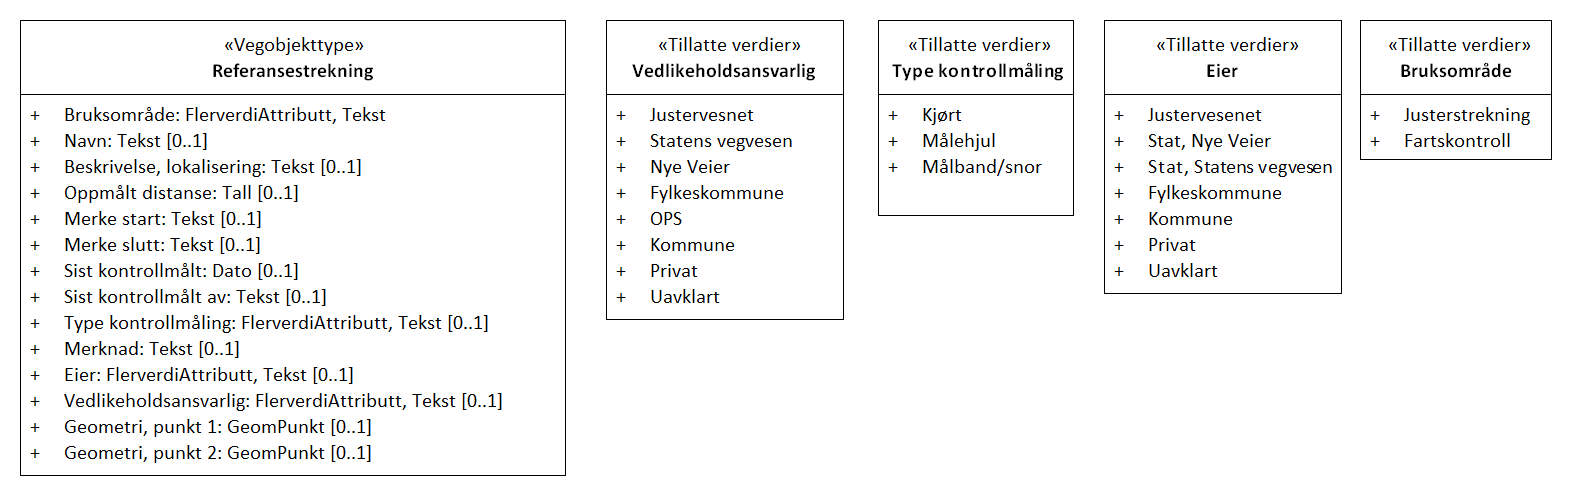 «Vegobjekttype»
Referansestrekning
+ Bruksområde: FlerverdiAttributt, Tekst
+ Navn: Tekst [0..1]
+ Beskrivelse, lokalisering: Tekst [0..1]
+ Oppmålt distanse: Tall [0..1]
+ Merke start: Tekst [0..1]
+ Merke slutt: Tekst [0..1]
+ Sist kontrollmålt: Dato [0..1]
+ Sist kontrollmålt av: Tekst [0..1]
+ Type kontrollmåling: FlerverdiAttributt, Tekst [0..1]
+ Merknad: Tekst [0..1]
+ Eier: FlerverdiAttributt, Tekst [0..1]
+ Vedlikeholdsansvarlig: FlerverdiAttributt, Tekst [0..1]
+ Geometri, punkt 1: GeomPunkt [0..1]
+ Geometri, punkt 2: GeomPunkt [0..1]
«Tillatte verdier»
Vedlikeholdsansvarlig
+ Justervesnet
+ Statens vegvesen
+ Nye Veier
+ Fylkeskommune
+ OPS
+ Kommune
+ Privat
+ Uavklart
«Tillatte verdier»
Type kontrollmåling
+ Kjørt
+ Målehjul
+ Målbånd/snor
«Tillatte verdier»
Eier
+ Justervesenet
+ Stat, Nye Veier
+ Stat, Statens vegvesen
+ Fylkeskommune
+ Kommune
+ Privat
+ Uavklart
«Tillatte verdier»
Bruksområde
+ Justerstrekning
+ Fartskontroll